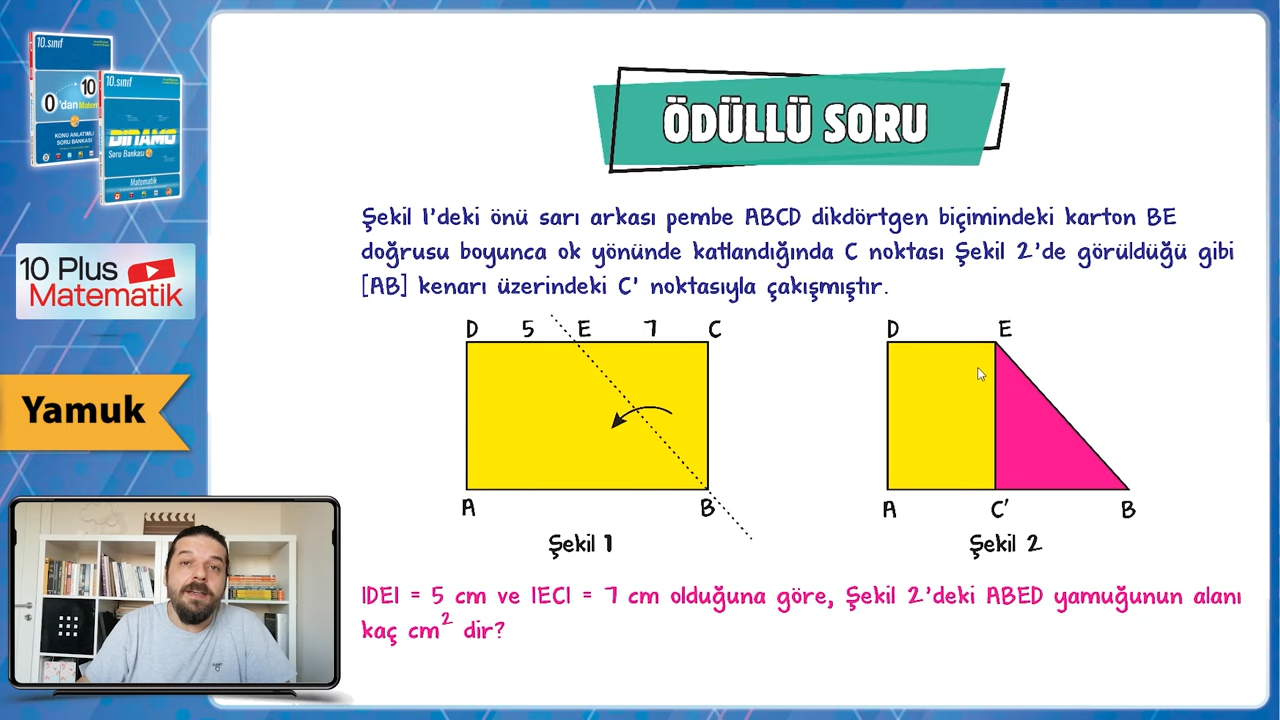 ÖDÜLLÜ SORU
10.sınıf
0'dan 10 Matem
KONU ANLATIMLI
SORU BANKASI
10.sınıf
DİNAMO
Soru Bankası
Matematik
10 Plus
Matematik
Yamuk
Şekil 1'deki önü sarı arkası pembe ABCD dikdörtgen biçimindeki karton BE
doğrusu boyunca ok yönünde katlandığında C noktası Şekil 2'de görüldüğü gibi
[AB] kenarı üzerindeki C' noktasıyla çakışmıştır.
D 5 E 7 C
A B
Şekil 1
D E
A C' B
Şekil 2
|DE| = 5 cm ve |EC| = 7 cm olduğuna göre, Şekil 2'deki ABED yamuğunun alanı
kaç cm² dir?